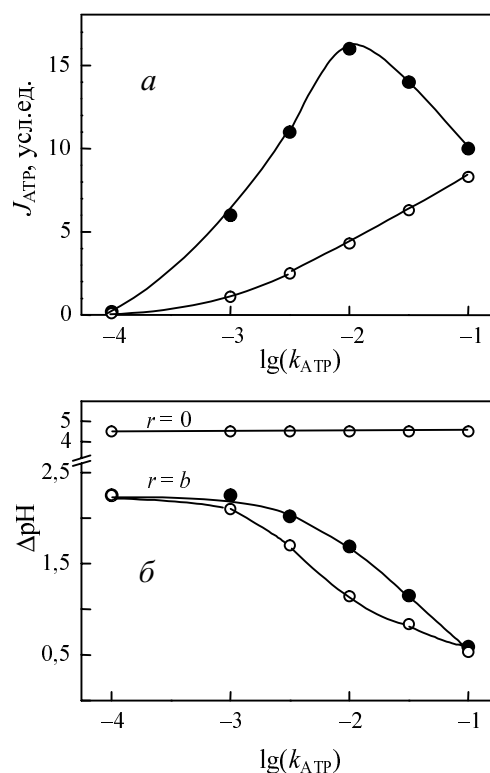 а
J_ATP, усл.ед.
15
10
5
0
–4 –3 –2 –1
lg(k_ATP)
r = 0
5
4
r = b
2,5
ΔpH
1,5
б
0,5
–4 –3 –2 –1
lg(k_ATP)